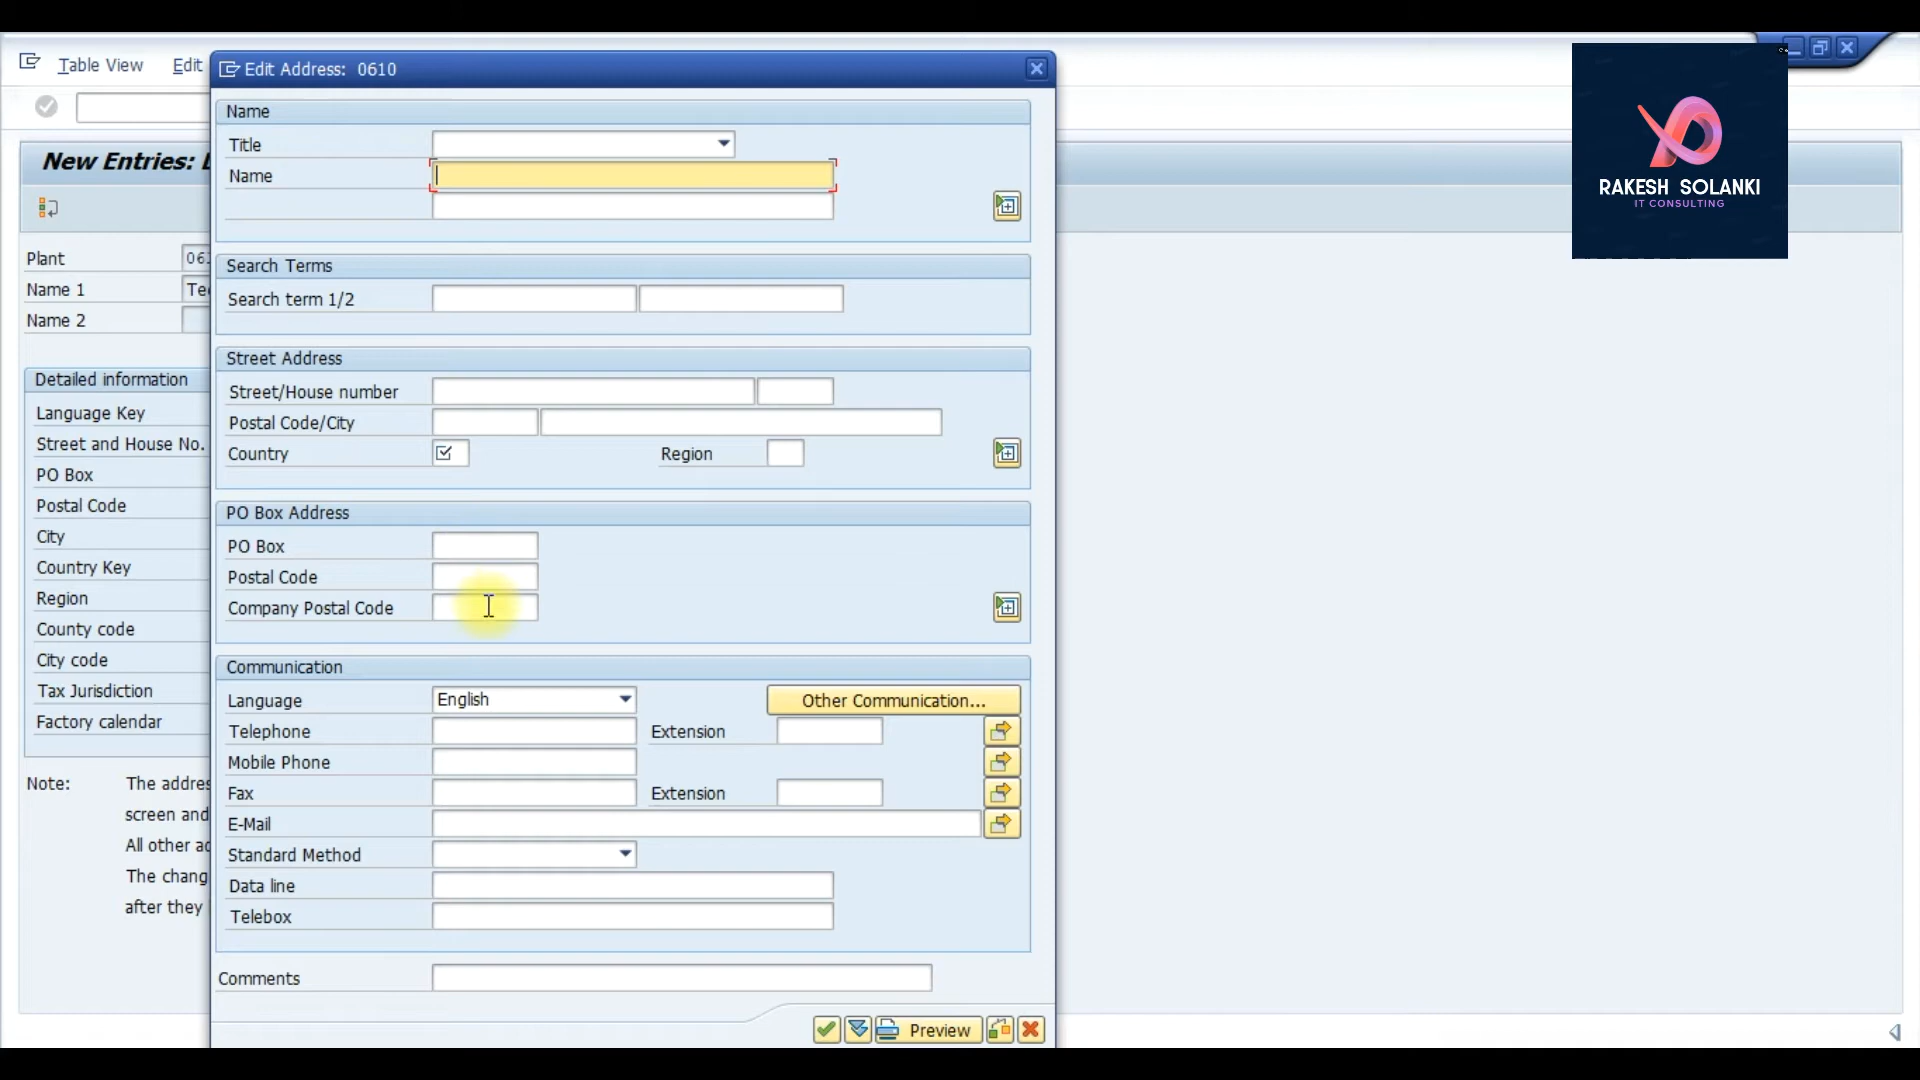 Table View Edit
Edit Address: 0610
RAKESH SOLANKI
IT CONSULTING
New Entries:
Plant
Name 1
Name 2
Detailed information
Language Key
Street and House No.
PO Box
Postal Code
City
Country Key
Region
County code
City code
Tax Jurisdiction
Factory calendar
Note: The
screen and
All other
The
after they
Name
Title
Name
Search Terms
Search term 1/2
Street Address
Street/House number
Postal Code/City
Country Region
PO Box Address
PO Box
Postal Code
Company Postal Code
Communication
Language English Other Communication...
Telephone Extension
Mobile Phone
Fax Extension
E-Mail
Standard Method
Data line
Telebox
Comments
Preview